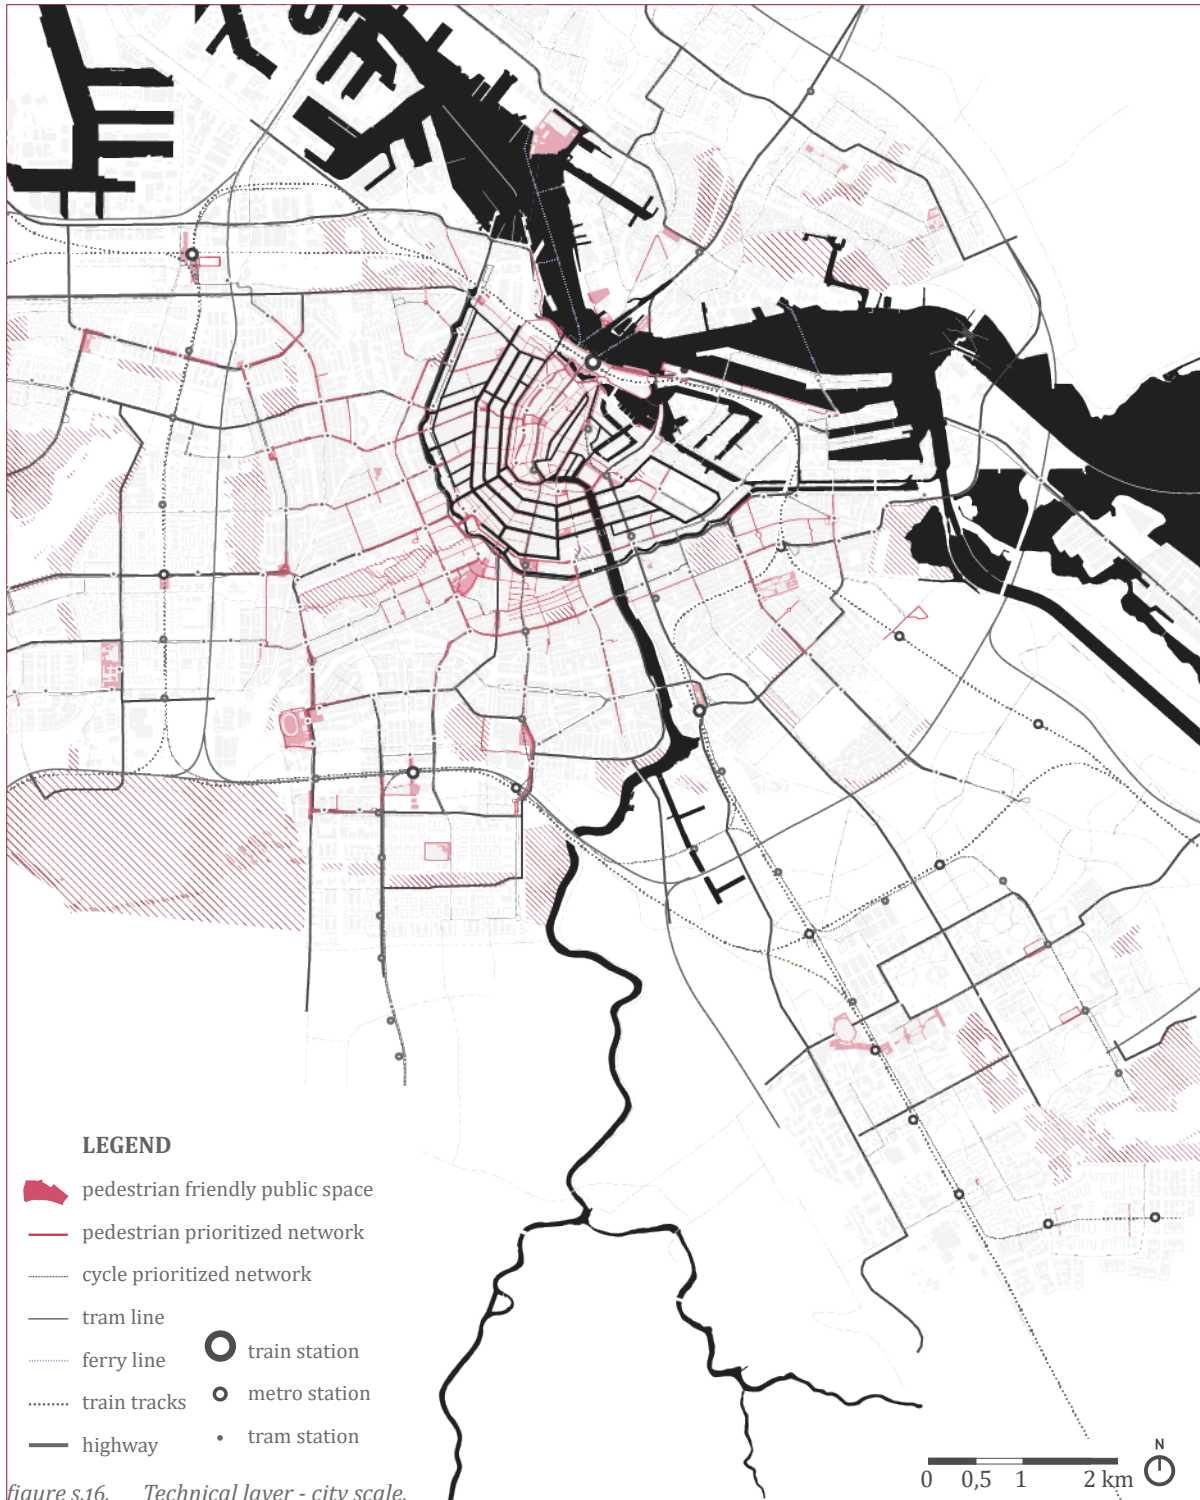 LEGEND
pedestrian friendly public space
pedestrian prioritized network
cycle prioritized network
tram line
ferry line
train tracks
highway
train station
metro station
tram station
N
0 0,5 1 2 km
figure s.16. Technical layer - city scale.